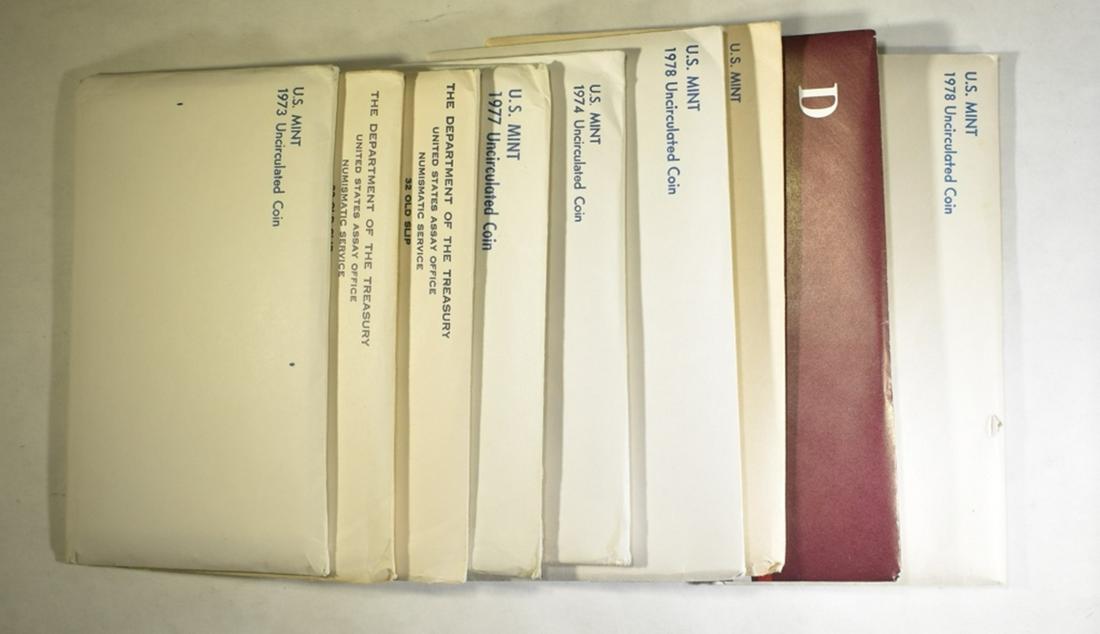 U.S. MINT
1973 Uncirculated Coin
THE DEPARTMENT OF THE TREASURY
UNITED STATES ASSAY OFFICE
NUMISMATIC SERVICE
THE DEPARTMENT OF THE TREASURY
UNITED STATES ASSAY OFFICE
NUMISMATIC SERVICE
32 OLD SLIP
U.S. MINT
1977 Uncirculated Coin
U.S. MINT
1974 Uncirculated Coin
U.S. MINT
1978 Uncirculated Coin
U.S. MINT
D
U.S. MINT
1978 Uncirculated Coin